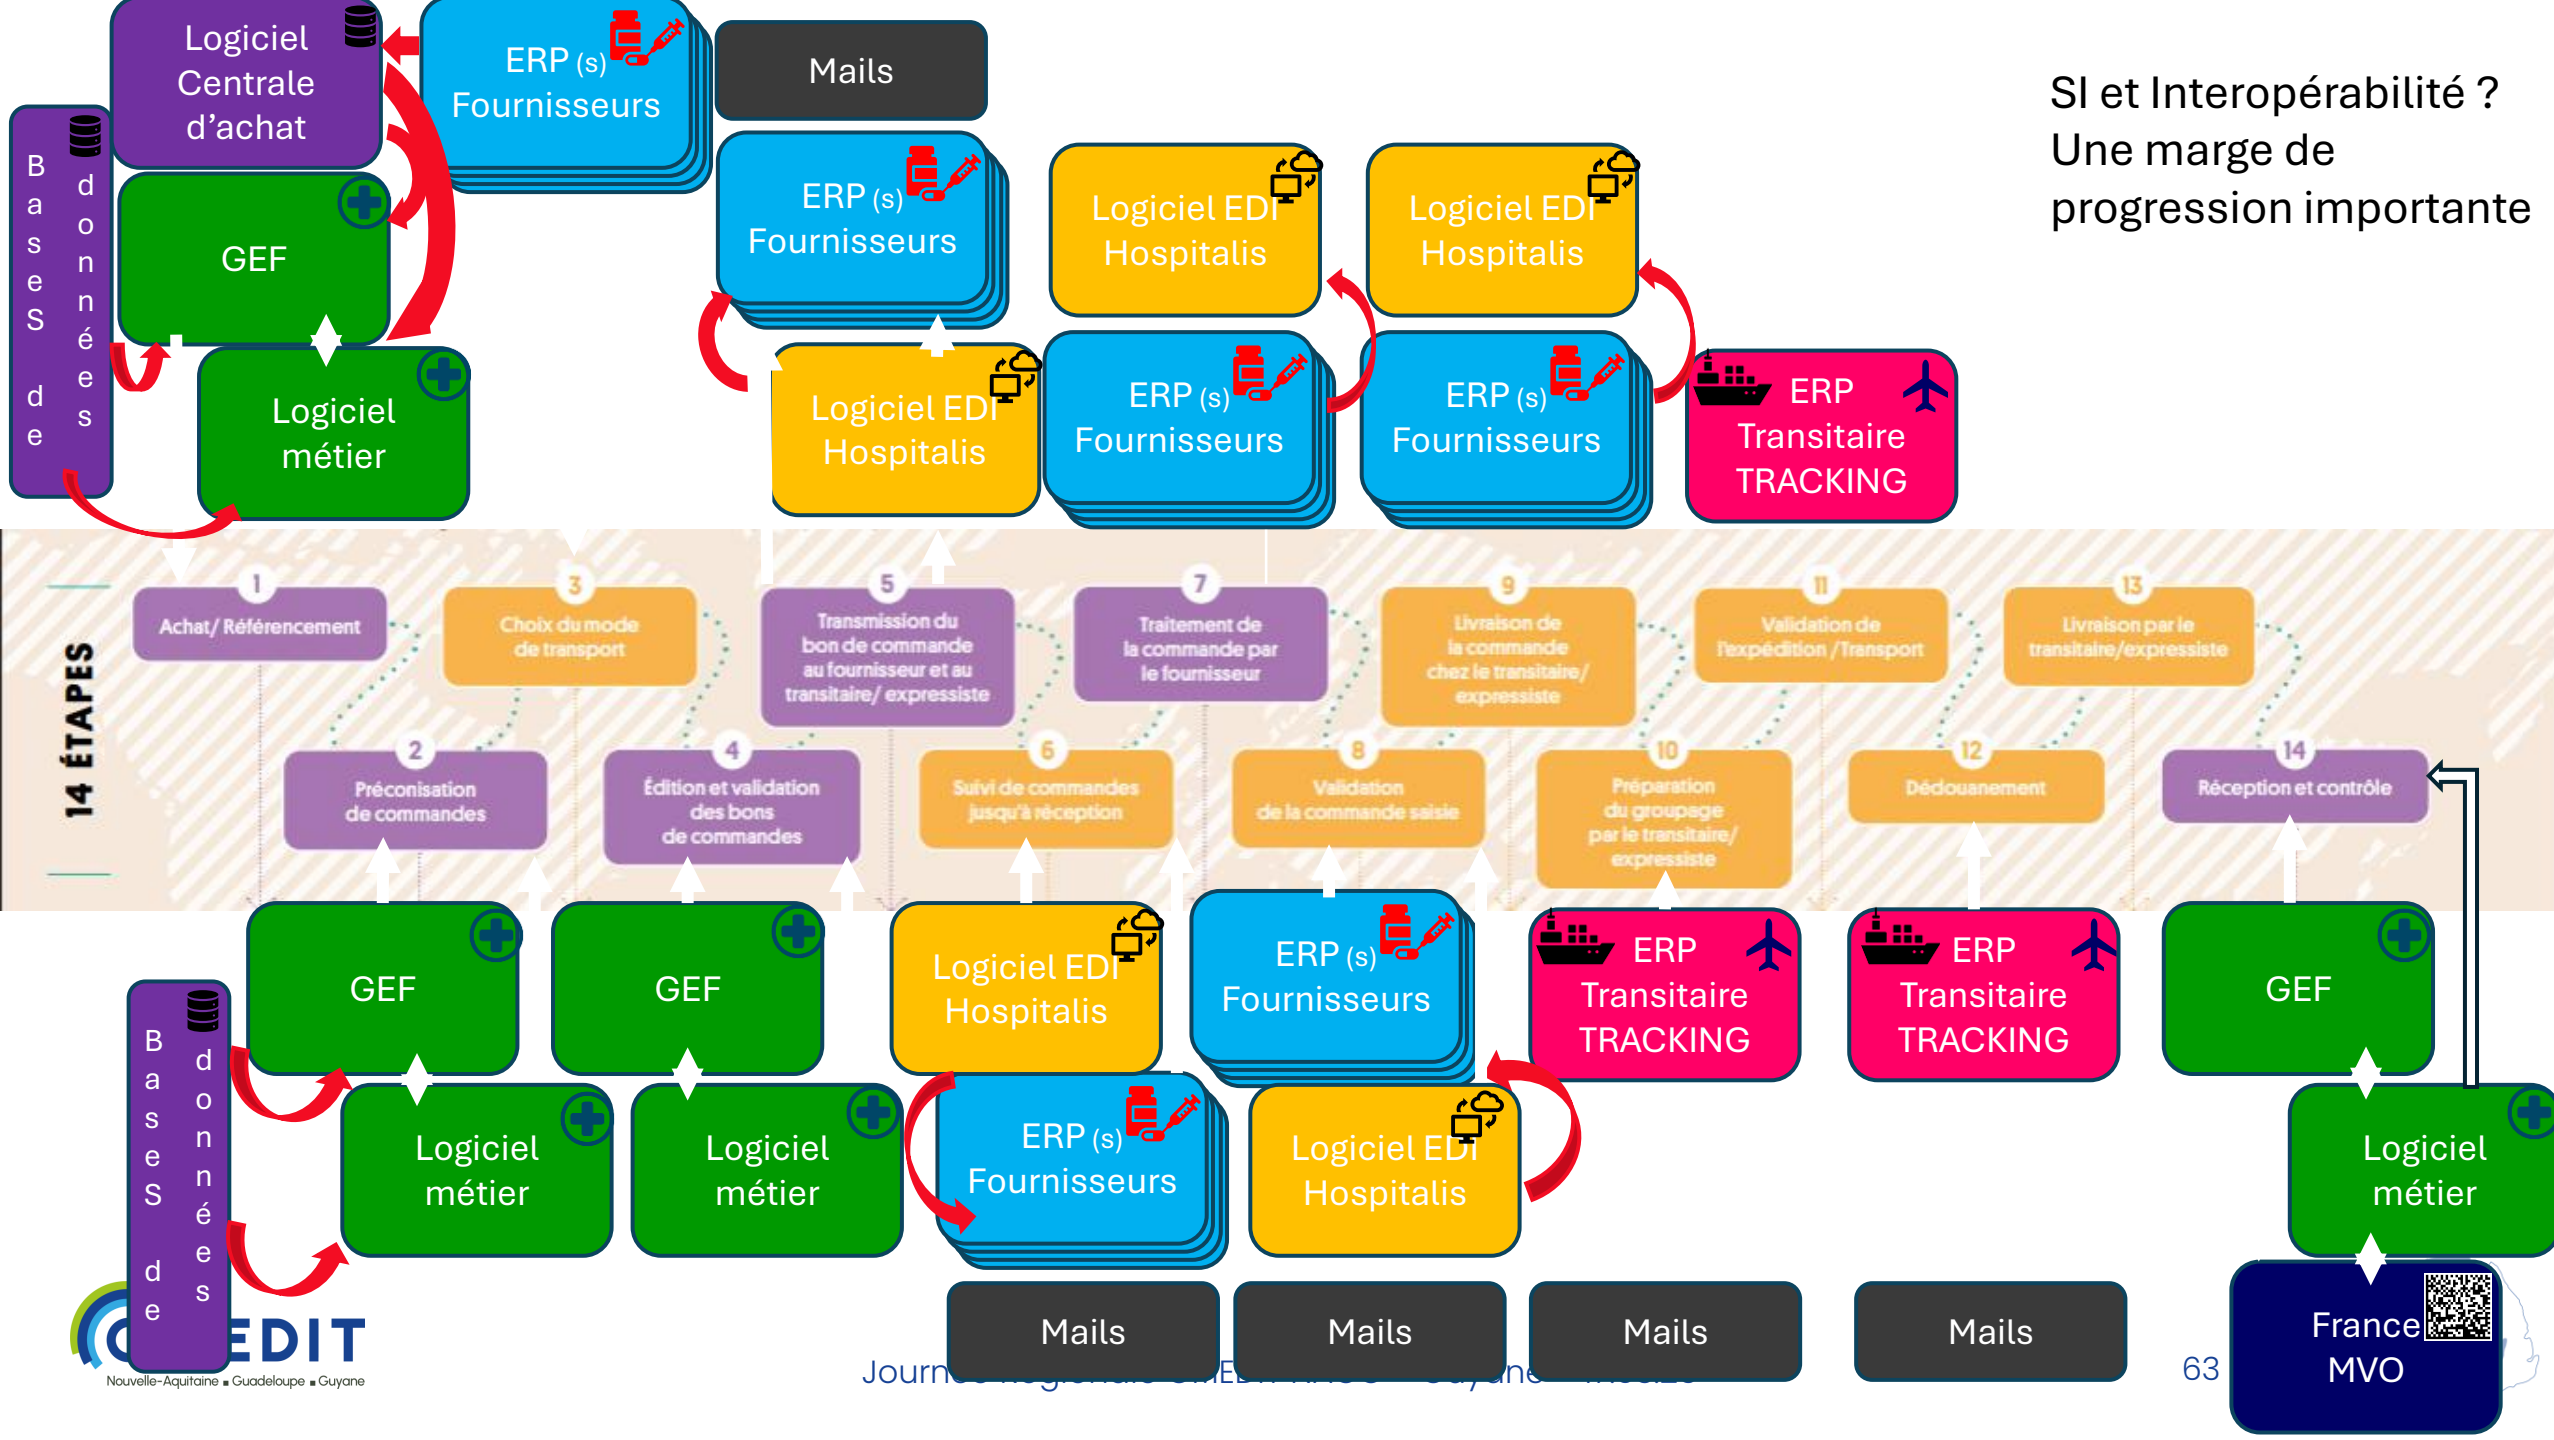 Logiciel
Centrale
d'achat
ERP (s)
Fournisseurs
Mails
SI et Interopérabilité ?
Une marge de
progression importante
BaseS de
données
GEF
Logiciel
métier
ERP (s)
Fournisseurs
Logiciel EDI
Hospitalis
Logiciel EDI
Hospitalis
Logiciel EDI
Hospitalis
ERP (s)
Fournisseurs
ERP (s)
Fournisseurs
ERP
Transitaire
TRACKING
14 ÉTAPES
1
Achat/ Référencement
2
Préconisation
de commandes
3
Choix du mode
de transport
4
Édition et validation
des bons
de commandes
5
Transmission du
bon de commande
au fournisseur et au
transitaire/ expressiste
6
Suivi de commandes
jusqu'à réception
7
Traitement de
la commande par
le fournisseur
8
Validation
de la commande saisie
9
Livraison de
la commande
chez le transitaire/
expressiste
10
Préparation
du groupage
par le transitaire/
expressiste
11
Validation de
l'expédition /Transport
12
Dédouanement
13
Livraison par le
transitaire/expressiste
14
Réception et contrôle
BaseS de
données
GEF
Logiciel
métier
GEF
Logiciel
métier
Logiciel EDI
Hospitalis
ERP (s)
Fournisseurs
ERP (s)
Fournisseurs
Logiciel EDI
Hospitalis
ERP
Transitaire
TRACKING
ERP
Transitaire
TRACKING
GEF
Logiciel
métier
France
MVO
Mails
Mails
Mails
Mails
EDIT
Nouvelle-Aquitaine ■ Guadeloupe ■ Guyane
63